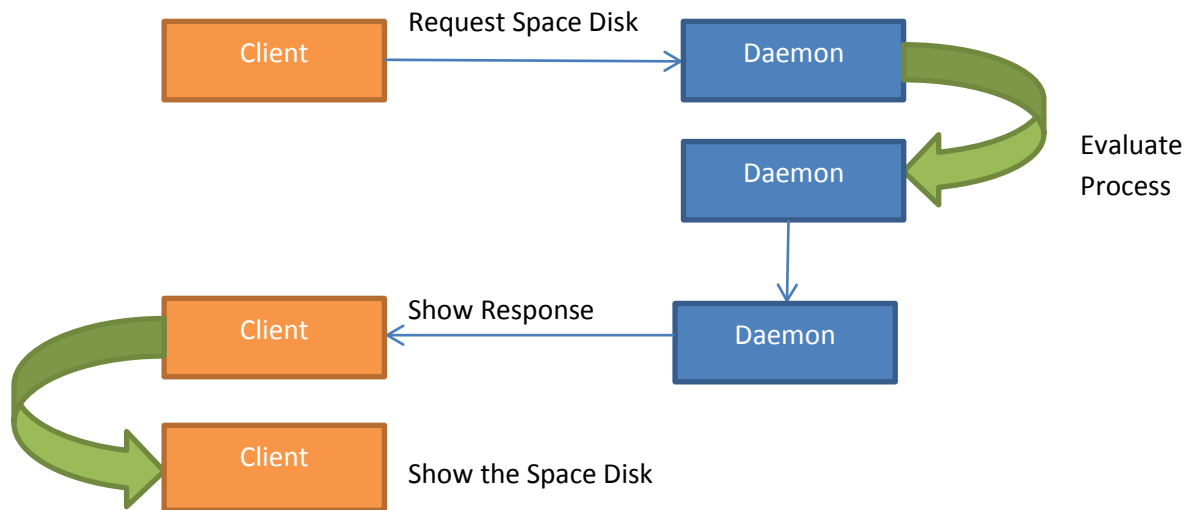 Request Space Disk
Client
Daemon
Daemon
Evaluate
Process
Client
Show Response
Daemon
Client
Show the Space Disk